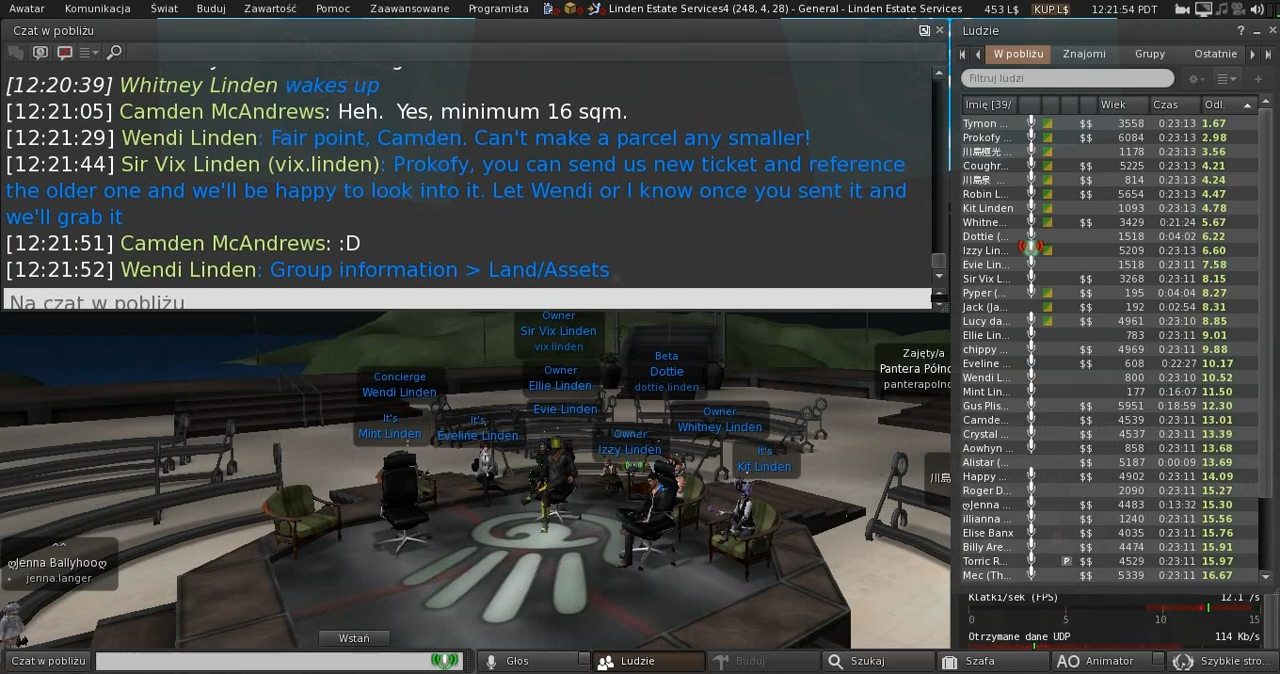 Awatar Komunikacja Świat Buduj Zawartość Pomoc Zaawansowane Programista Linden Estate Services4 (248, 4, 28) - General - Linden Estate Services 453 L$ KUP L$ 12:21:54 PDT
Czat w pobliżu
[12:20:39] Whitney Linden wakes up
[12:21:05] Camden McAndrews: Heh. Yes, minimum 16 sqm.
[12:21:29] Wendi Linden: Fair point, Camden. Can't make a parcel any smaller!
[12:21:44] Sir Vix Linden (vix.linden): Prokofy, you can send us new ticket and reference
the older one and we'll be happy to look into it. Let Wendi or I know once you sent it and
we'll grab it
[12:21:51] Camden McAndrews: :D
[12:21:52] Wendi Linden: Group information > Land/Assets
Na czat w pobliżu
Owner
Sir Vix Linden
vix.linden
Beta
Dottie
dottie.linden
Owner
Ellie Linden
Concierge
Wendi Linden
Evie Linden
Owner
Whitney Linden
It's
Mint Linden
It's
Eveline Linden
Owner
Izzy Linden
It's
Kit Linden
Zajęty/a
Pantera Półno
panterapolno
川島
^^
ღJenna Ballyhooღ
jenna.langer
Wstań
Ludzie
? _ ×
W pobliżu Znajomi Grupy Ostatnie
Filtruj ludzi
Imię [39/ Wiek Czas Odl.
Tymon ... $$ 3558 0:23:13 1.67
Prokofy ... $$ 6084 0:23:13 2.98
1178 0:23:13 3.56
Coughr... $$ 5225 0:23:13 4.21
川島泉 ... $$ 814 0:23:13 4.24
Robin L... $$ 5654 0:23:13 4.47
Kit Linden 1093 0:23:13 4.78
Whitne... $$ 3429 0:21:24 5.67
Dottie (... 1518 0:04:02 6.22
Izzy Lin... 5209 0:23:13 6.60
Evie Lin... 1518 0:23:11 7.58
Sir Vix L... $$ 3268 0:23:11 8.15
Pyper (... $$ 195 0:04:04 8.27
Jack (Ja... $$ 192 0:02:54 8.31
Lucy da... $$ 4961 0:23:10 8.85
Ellie Lin... 783 0:23:11 9.01
chippy ... $$ 4969 0:23:11 9.88
Eveline ... $$ 608 0:22:27 10.17
Wendi L... 800 0:23:10 10.52
Mint Lin... 177 0:16:07 11.50
Gus Plis... $$ 5951 0:18:59 12.30
Camde... $$ 4539 0:23:11 13.01
Crystal ... $$ 4537 0:23:11 13.39
Aowhyn ... $$ 858 0:23:11 13.68
Alistar (... 5187 0:00:09 13.69
Happy ... $$ 4902 0:23:11 14.09
Roger D... 2090 0:23:11 15.27
ღJenna ... $$ 4483 0:13:32 15.30
illianna ... $$ 1240 0:23:11 15.56
Elise Banx $$ 4035 0:23:11 15.76
Billy Are... $$ 4474 0:23:11 15.91
Torric R... P $$ 4529 0:23:11 15.97
Mec (Th... $$ 5339 0:23:11 16.67
Klatki/sek (FPS) 12.1 /s
0 5 10 15
Otrzymane dane UDP 114 Kb/s
Czat w pobliżu Głos Ludzie Buduj Szukaj Szafa AO Animator Szybkie stro...